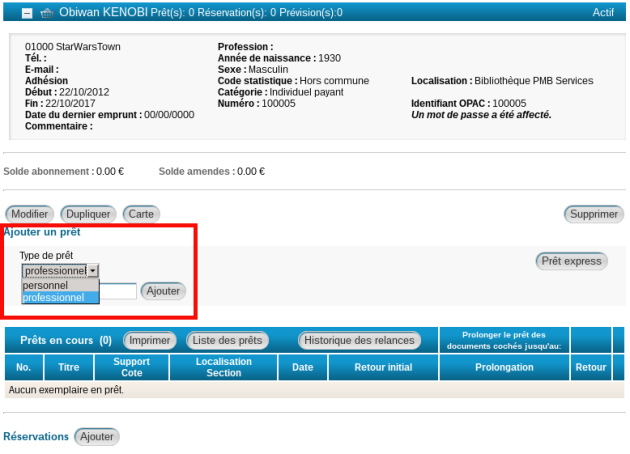 Obiwan KENOBI Prêt(s): 0 Réservation(s): 0 Prévision(s):0 Actif
01000 StarWarsTown Profession :
Tél. : Année de naissance : 1930
E-mail : Sexe : Masculin
Adhésion Code statistique : Hors commune Localisation : Bibliothèque PMB Services
Début : 22/10/2012 Catégorie : Individuel payant
Fin : 22/10/2017 Numéro : 100005 Identifiant OPAC : 100005
Date du dernier emprunt : 00/00/0000 Un mot de passe a été affecté.
Commentaire :
Solde abonnement : 0.00 € Solde amendes : 0.00 €
Modifier Dupliquer Carte Supprimer
Ajouter un prêt
Type de prêt Prêt express
professionnel
personnel
professionnel Ajouter
Prêts en cours (0) Imprimer Liste des prêts Historique des relances Prolonger le prêt des
documents cochés jusqu'au:
No. Titre Support Localisation Date Retour initial Prolongation Retour
Cote Section
Aucun exemplaire en prêt.
Réservations Ajouter